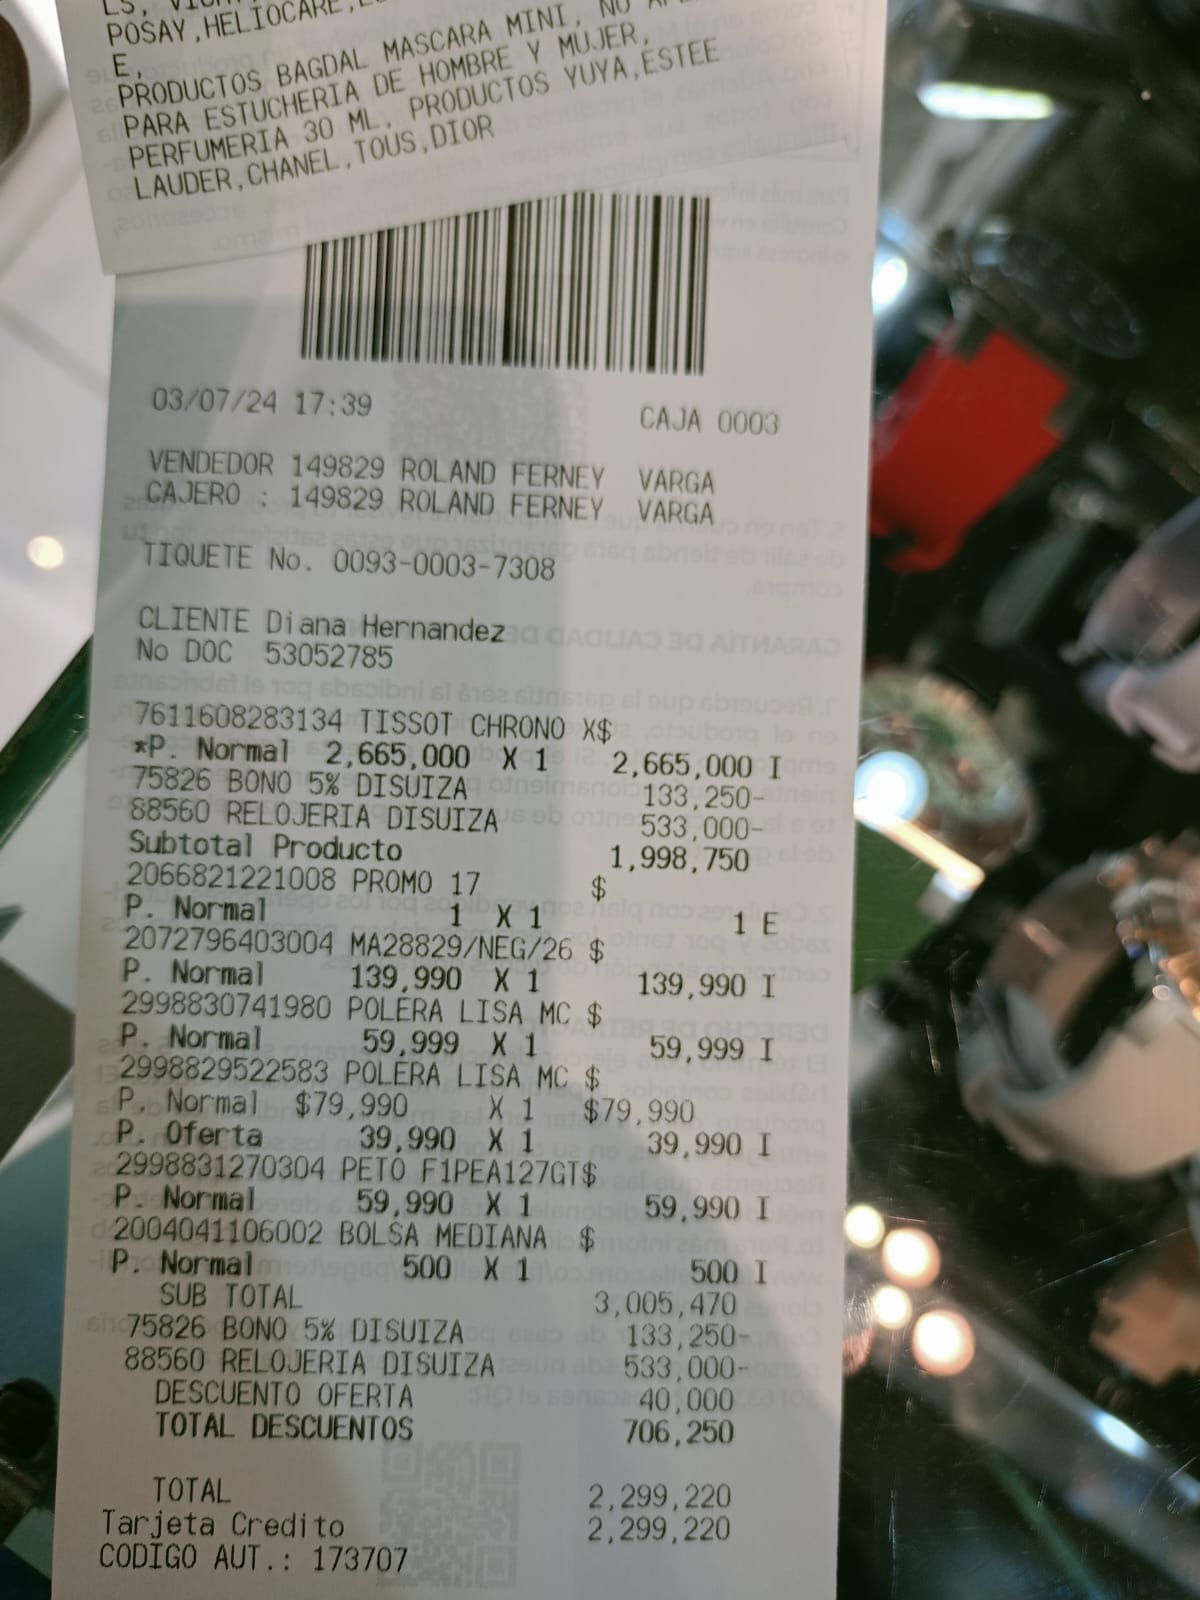 POSAY,HELIOCARE,
E,
PRODUCTOS BAGDAL MASCARA MINI, NO
PARA ESTUCHERIA DE HOMBRE Y MUJER,
PERFUMERIA 30 ML, PRODUCTOS YUYA,ESTEE
LAUDER,CHANEL,TOUS,DIOR
03/07/24 17:39 CAJA 0003
VENDEDOR 149829 ROLAND FERNEY VARGA
CAJERO : 149829 ROLAND FERNEY VARGA
TIQUETE No. 0093-0003-7308
CLIENTE Diana Hernandez
No DOC 53052785
7611608283134 TISSOT CHRONO X$
*P. Normal 2,665,000 X 1 2,665,000 I
75826 BONO 5% DISUIZA 133,250-
88560 RELOJERIA DISUIZA 533,000-
Subtotal Producto 1,998,750
2066821221008 PROMO 17 $
P. Normal 1 X 1 1 E
2072796403004 MA28829/NEG/26 $
P. Normal 139,990 X 1 139,990 I
2998830741980 POLERA LISA MC $
P. Normal 59,999 X 1 59,999 I
2998829522583 POLERA LISA MC $
P. Normal $79,990 X 1 $79,990
P. Oferta 39,990 X 1 39,990 I
2998831270304 PETO F1PEA127GT$
P. Normal 59,990 X 1 59,990 I
2004041106002 BOLSA MEDIANA $
P. Normal 500 X 1 500 I
SUB TOTAL 3,005,470
75826 BONO 5% DISUIZA 133,250-
88560 RELOJERIA DISUIZA 533,000-
DESCUENTO OFERTA 40,000
TOTAL DESCUENTOS 706,250
TOTAL 2,299,220
Tarjeta Credito 2,299,220
CODIGO AUT.: 173707